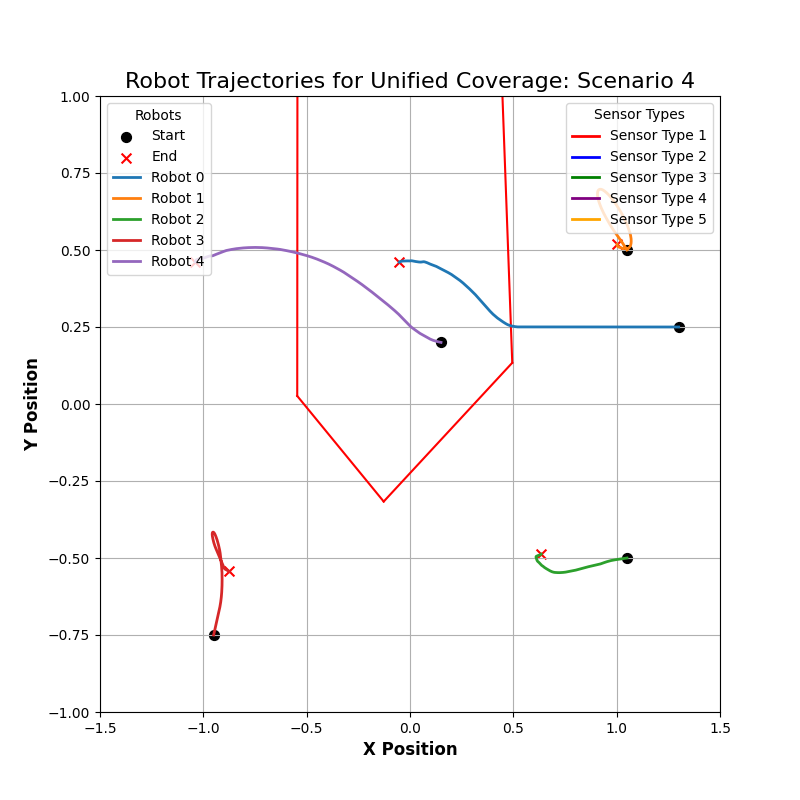 Robot Trajectories for Unified Coverage: Scenario 4
Robots
Start
End
Robot 0
Robot 1
Robot 2
Robot 3
Robot 4
Sensor Types
Sensor Type 1
Sensor Type 2
Sensor Type 3
Sensor Type 4
Sensor Type 5
Y Position
1.00
0.75
0.50
0.25
0.00
−0.25
−0.50
−0.75
−1.00
−1.5
−1.0
−0.5
0.0
0.5
1.0
1.5
X Position